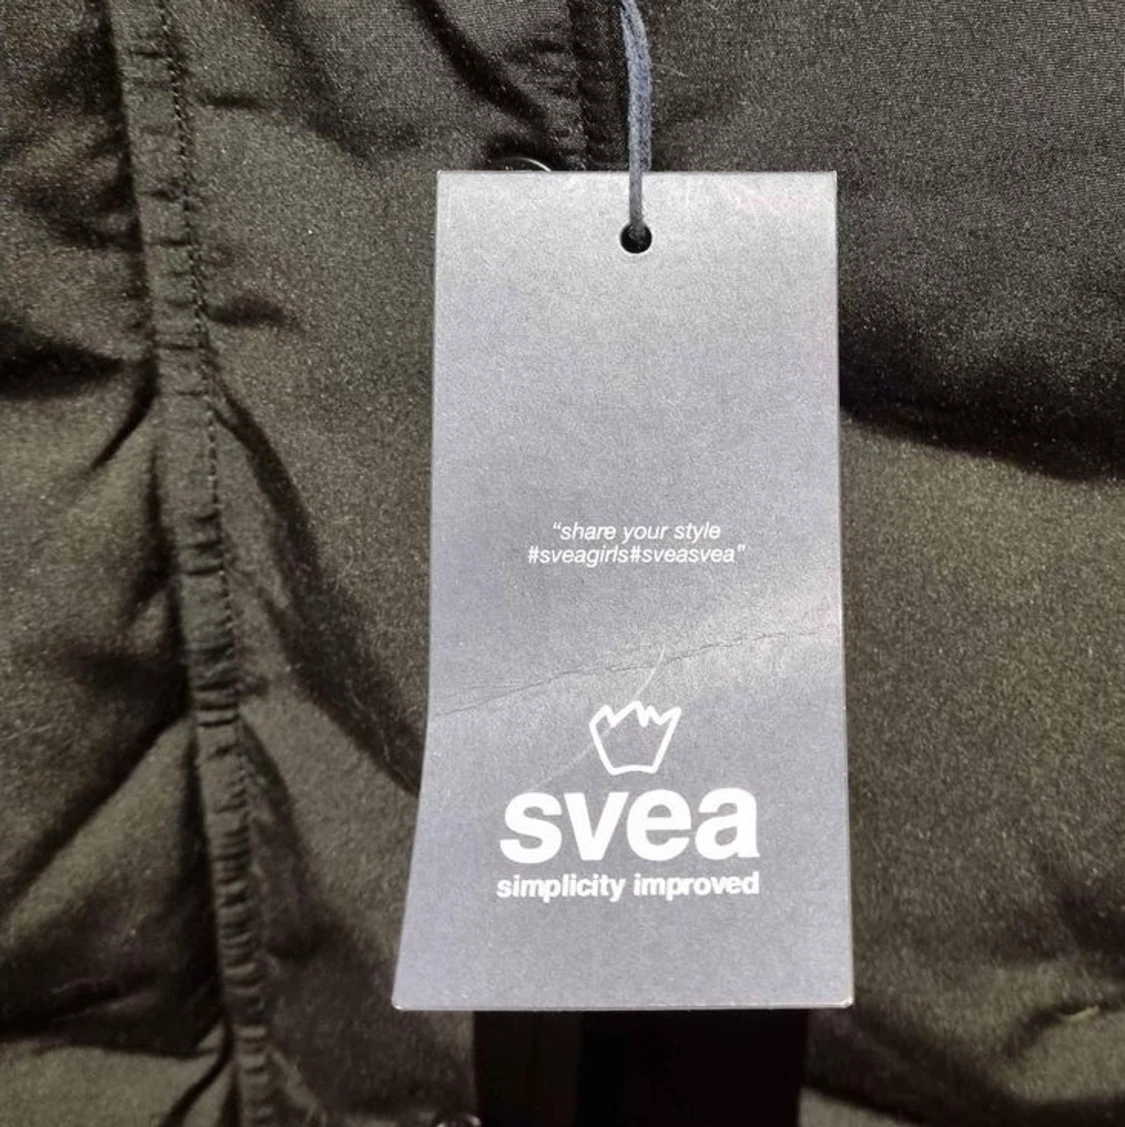 “share your style
#sveagirls#sveasvea”
svea
simplicity improved